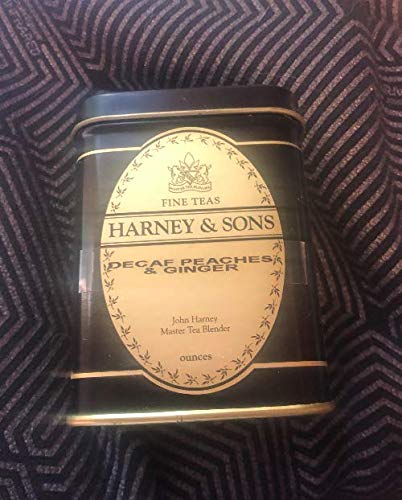 FINE TEAS
HARNEY & SONS
DECAF PEACHES
& GINGER
John Harney
Master Tea Blender
ounces